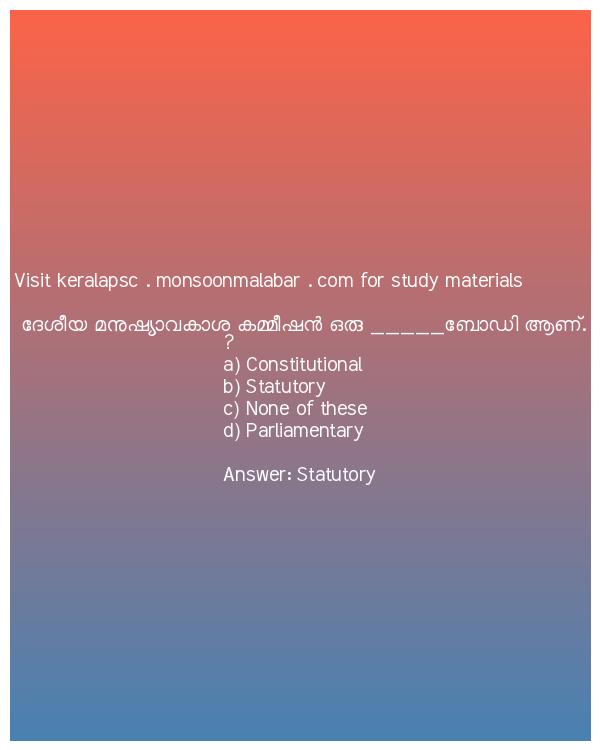 Visit keralapsc . monsoonmalabar . com for study materials
ദേശീയ മനുഷ്യാവകാശ കമ്മീഷൻ ഒരു _____ബോഡി ആണ്.
?
a) Constitutional
b) Statutory
c) None of these
d) Parliamentary
Answer: Statutory